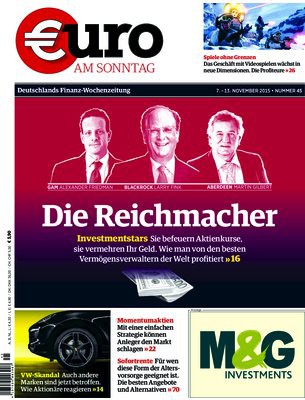 €uro
AM SONNTAG
Spiele ohne Grenzen
Das Geschäft mit Videospielen wächst in
neue Dimensionen. Die Profiteure »26
Deutschlands Finanz-Wochenzeitung
7. – 13. NOVEMBER 2015 • NUMMER 45
GAM ALEXANDER FRIEDMAN
BLACKROCK LARRY FINK
ABERDEEN MARTIN GILBERT
Die Reichmacher
Investmentstars Sie befeuern Aktienkurse,
sie vermehren Ihr Geld. Wie man von den besten
Vermögensverwaltern der Welt profitiert »16
Momentumaktien
Mit einer einfachen
Strategie können
Anleger den Markt
schlagen »22
Sofortrente Für wen
diese Form der Alters-
vorsorge geeignet ist.
Die besten Angebote
und Alternativen »70
VW-Skandal Auch andere
Marken sind jetzt betroffen.
Wie Aktionäre reagieren »14
M&G
INVESTMENTS